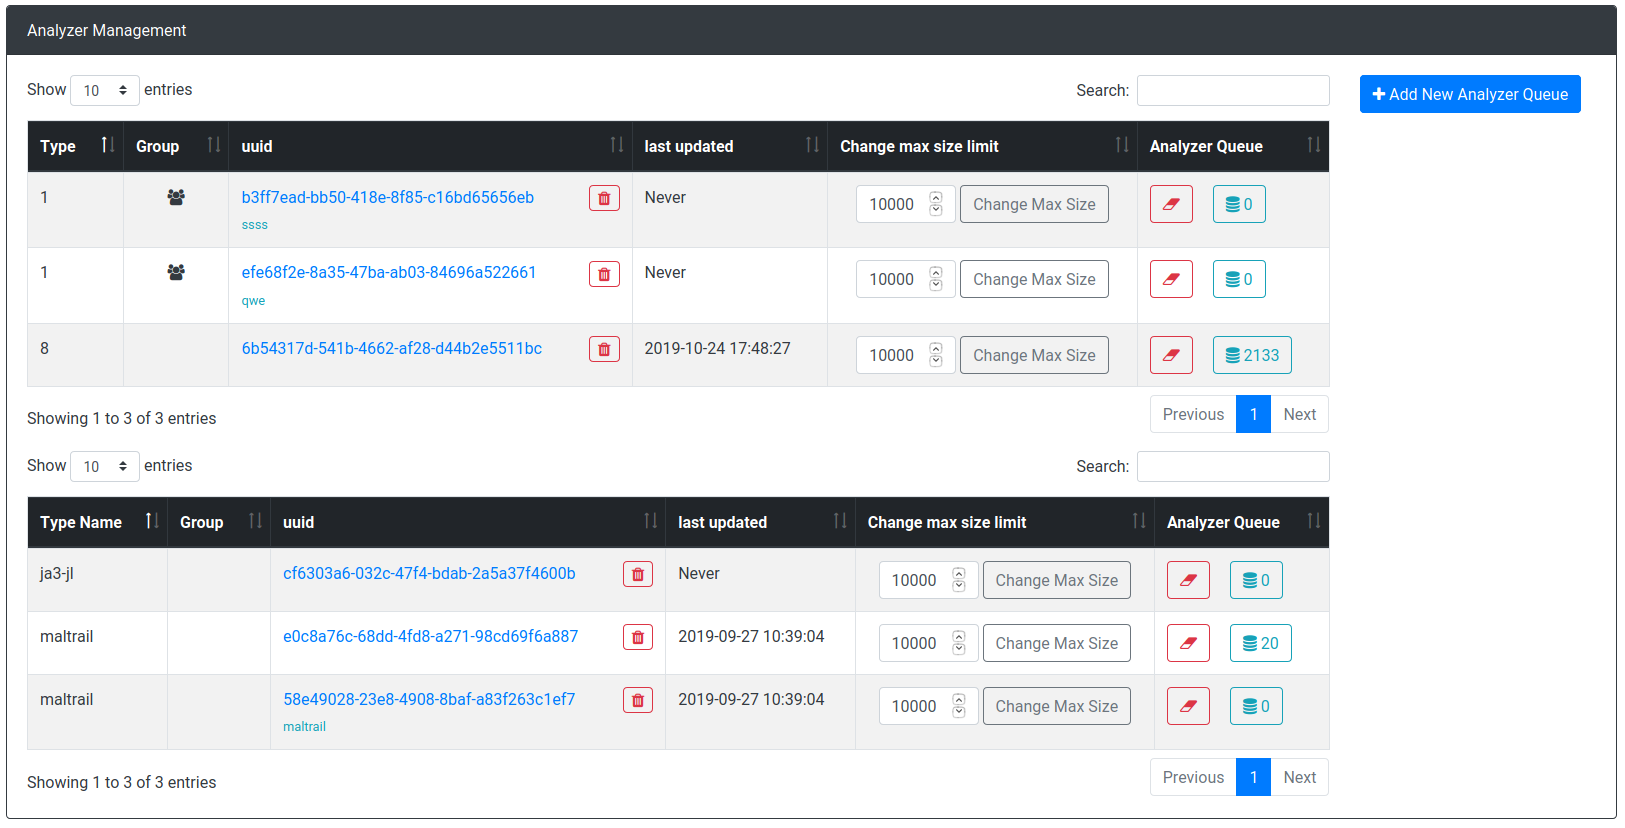 Analyzer Management
Show 10 entries Search: Add New Analyzer Queue
Type Group uuid last updated Change max size limit Analyzer Queue
1 b3ff7ead-bb50-418e-8f85-c16bd65656eb Never 10000 Change Max Size 0
ssss
1 efe68f2e-8a35-47ba-ab03-84696a522661 Never 10000 Change Max Size 0
qwe
8 6b54317d-541b-4662-af28-d44b2e5511bc 2019-10-24 17:48:27 10000 Change Max Size 2133
Showing 1 to 3 of 3 entries Previous 1 Next
Show 10 entries Search:
Type Name Group uuid last updated Change max size limit Analyzer Queue
ja3-jl cf6303a6-032c-47f4-bdab-2a5a37f4600b Never 10000 Change Max Size 0
maltrail e0c8a76c-68dd-4fd8-a271-98cd69f6a887 2019-09-27 10:39:04 10000 Change Max Size 20
maltrail 58e49028-23e8-4908-8baf-a83f263c1ef7 2019-09-27 10:39:04 10000 Change Max Size 0
maltrail
Showing 1 to 3 of 3 entries Previous 1 Next